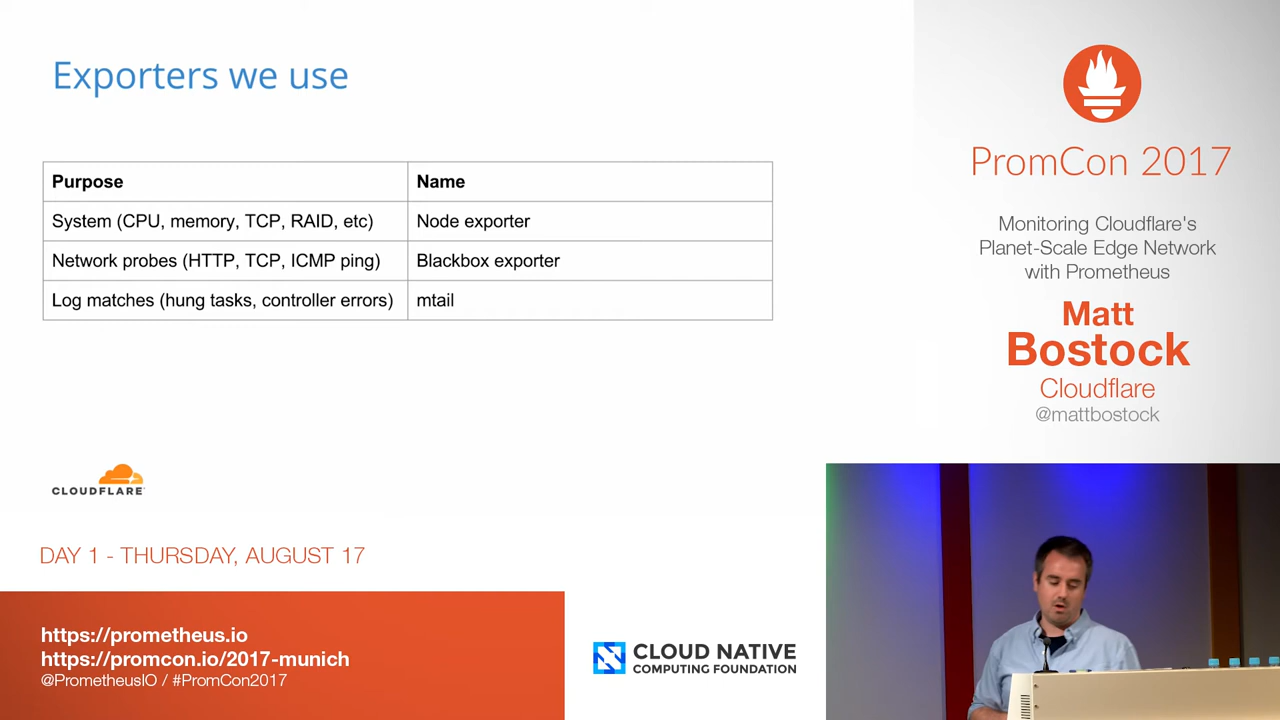 Exporters we use
Purpose Name
System (CPU, memory, TCP, RAID, etc) Node exporter
Network probes (HTTP, TCP, ICMP ping) Blackbox exporter
Log matches (hung tasks, controller errors) mtail
CLOUDFLARE
DAY 1 - THURSDAY, AUGUST 17
https://prometheus.io
https://promcon.io/2017-munich
@PrometheusIO / #PromCon2017
CLOUD NATIVE
COMPUTING FOUNDATION
PromCon 2017
Monitoring Cloudflare's
Planet-Scale Edge Network
with Prometheus
Matt
Bostock
Cloudflare
@mattbostock